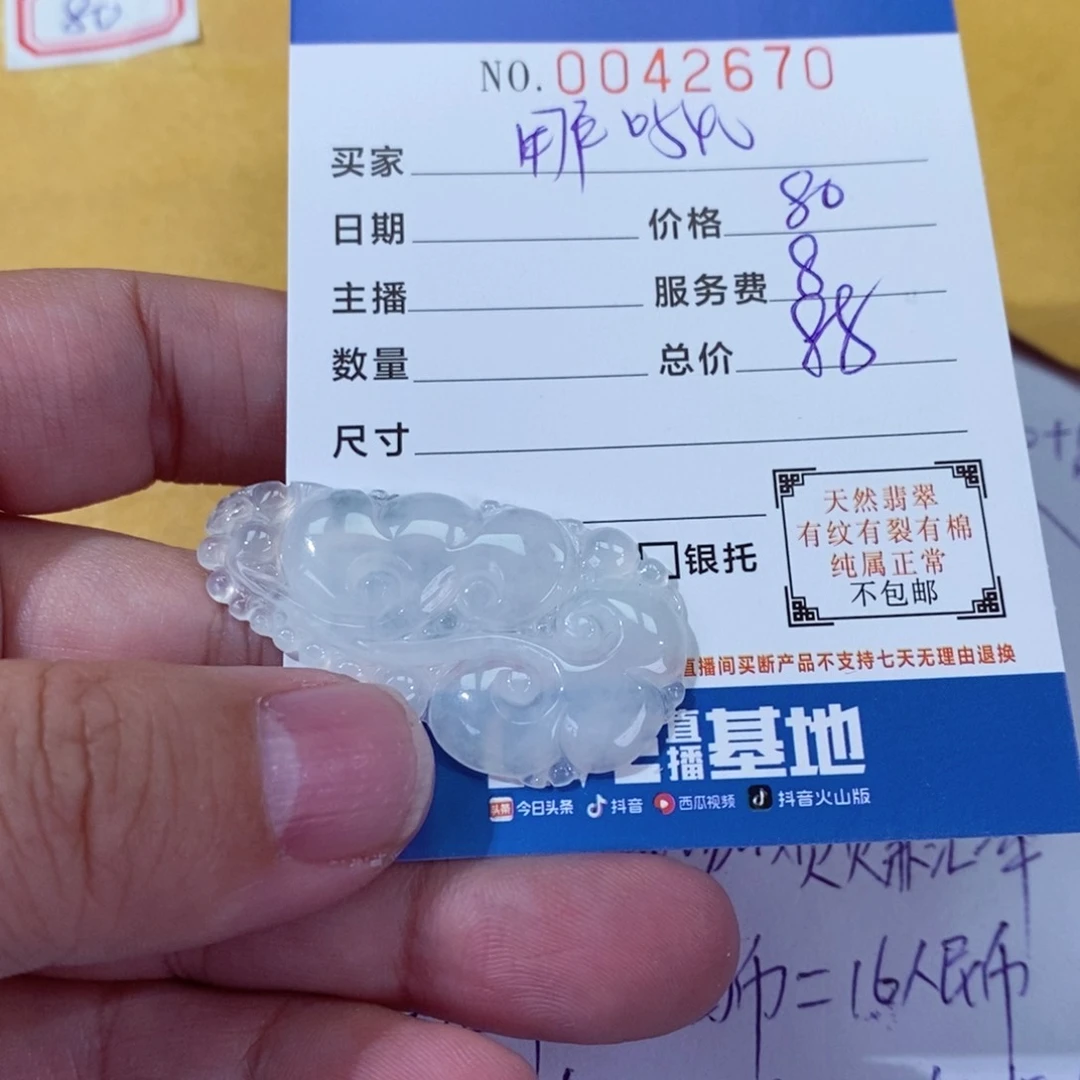 80
NO.0042670
买家
日期 价格 80
主播 服务费 8
数量 总价 88
尺寸
银托
天然翡翠
有纹有裂有棉
纯属正常
不包邮
直播间买断产品不支持七天无理由退换
直播基地
头条 今日头条 抖音 西瓜视频 抖音火山版
币=16人民币